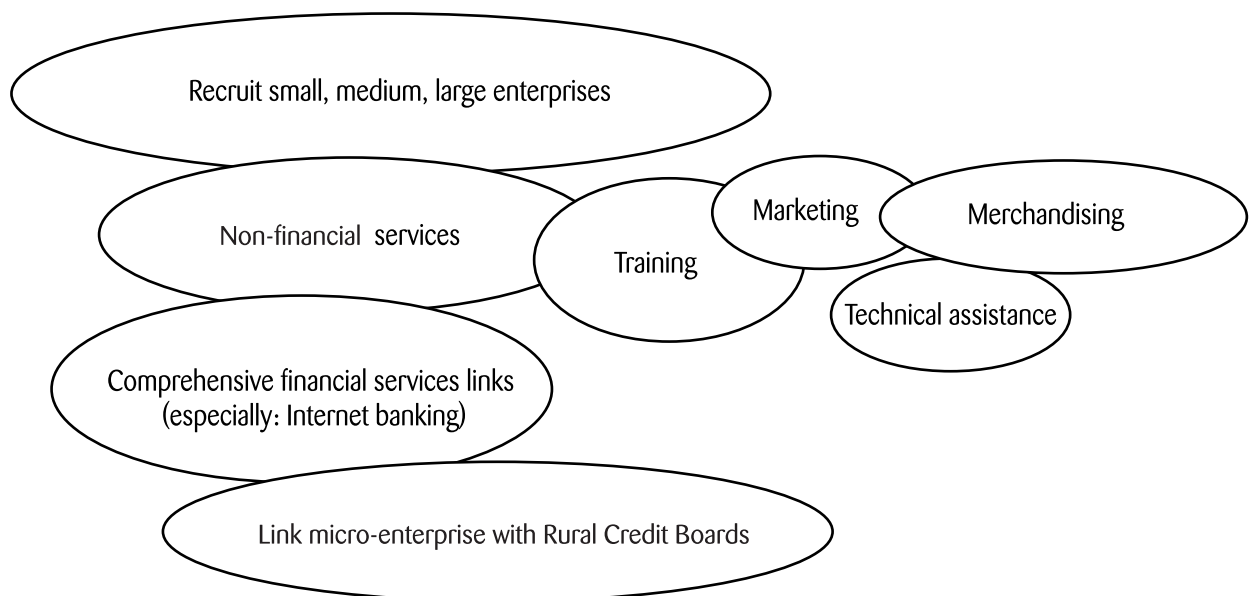 Recruit small, medium, large enterprises
Non-financial services
Training
Marketing
Merchandising
Technical assistance
Comprehensive financial services links
(especially: Internet banking)
Link micro-enterprise with Rural Credit Boards